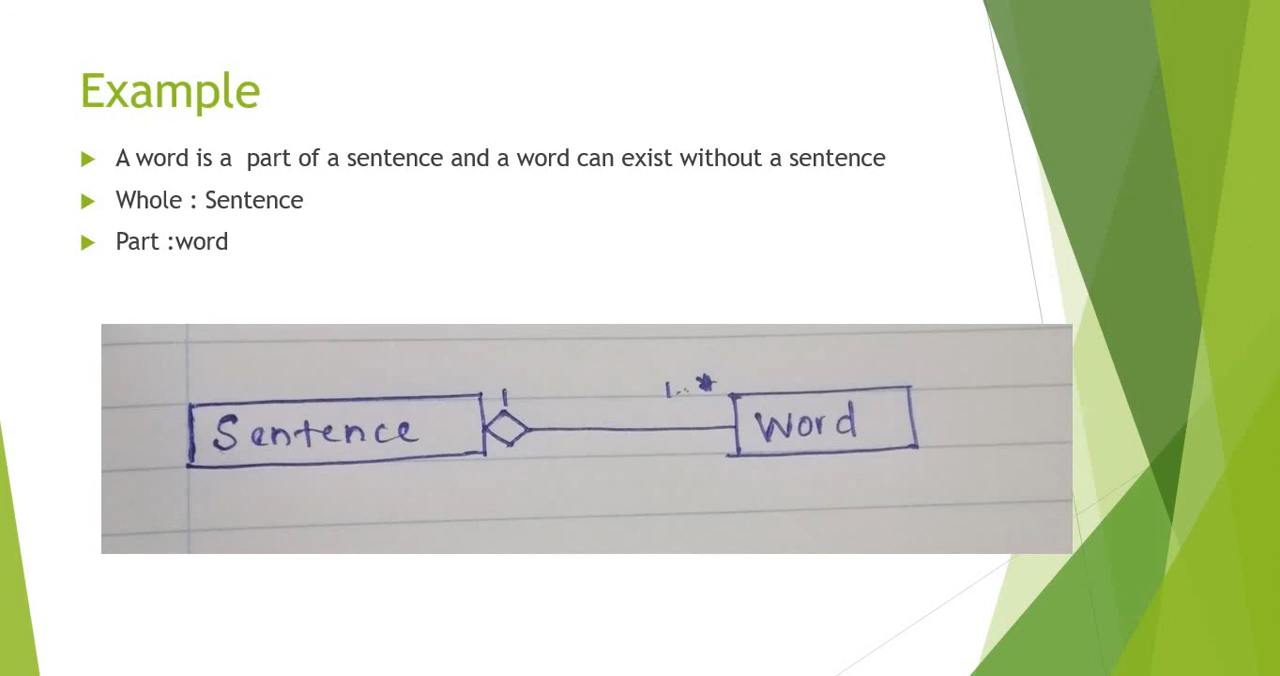 Example
A word is a part of a sentence and a word can exist without a sentence
Whole : Sentence
Part :word
1
1..*
Sentence
Word